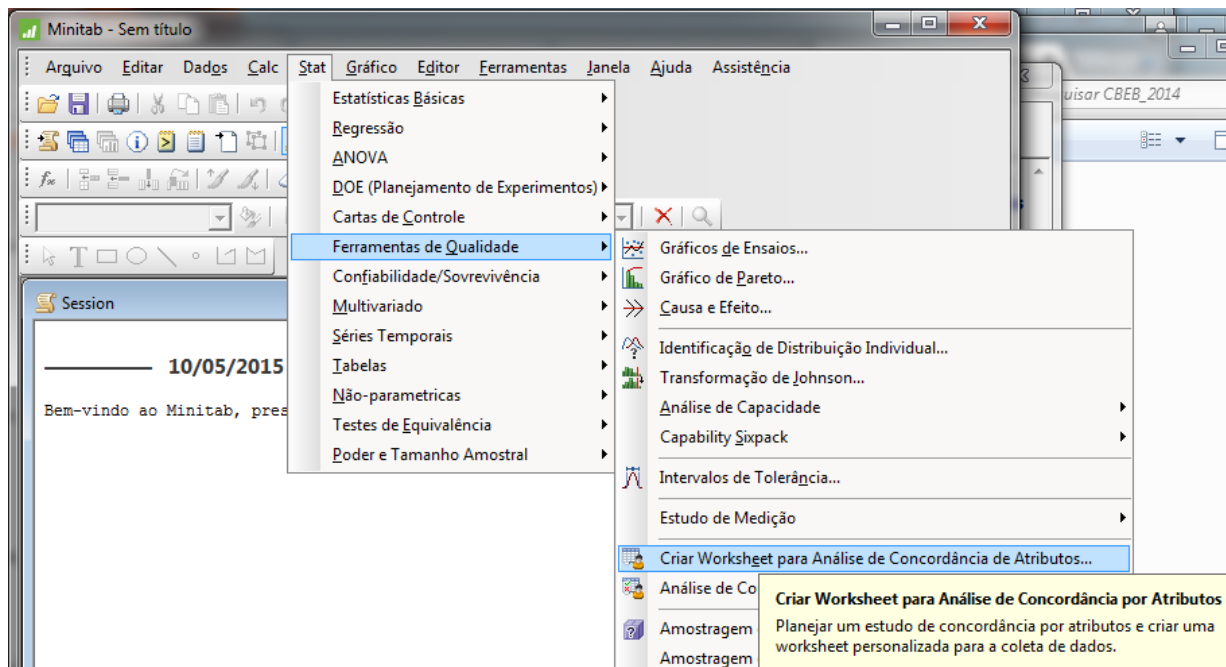 Minitab - Sem título
Arquivo Editar Dados Calc Stat Gráfico Editor Ferramentas Janela Ajuda Assistência
uisar CBEB_2014
Estatísticas Básicas
Regressão
ANOVA
DOE (Planejamento de Experimentos)
Cartas de Controle
Ferramentas de Qualidade
Confiabilidade/Sovrevivência
Multivariado
Séries Temporais
Tabelas
Não-parametricas
Testes de Equivalência
Poder e Tamanho Amostral
Session
10/05/2015
Bem-vindo ao Minitab, pres
Gráficos de Ensaios...
Gráfico de Pareto...
Causa e Efeito...
Identificação de Distribuição Individual...
Transformação de Johnson...
Análise de Capacidade
Capability Sixpack
Intervalos de Tolerância...
Estudo de Medição
Criar Worksheet para Análise de Concordância de Atributos...
Análise de Co
Amostragem
Amostragem
Criar Worksheet para Análise de Concordância por Atributos
Planejar um estudo de concordância por atributos e criar uma
worksheet personalizada para a coleta de dados.